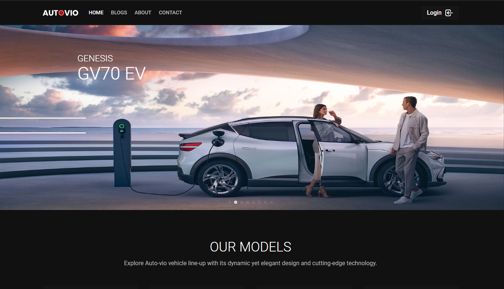 AUTOVIO HOME BLOGS ABOUT CONTACT Login
GENESIS
GV70 EV
OUR MODELS
Explore Auto-vio vehicle line-up with its dynamic yet elegant design and cutting-edge technology.